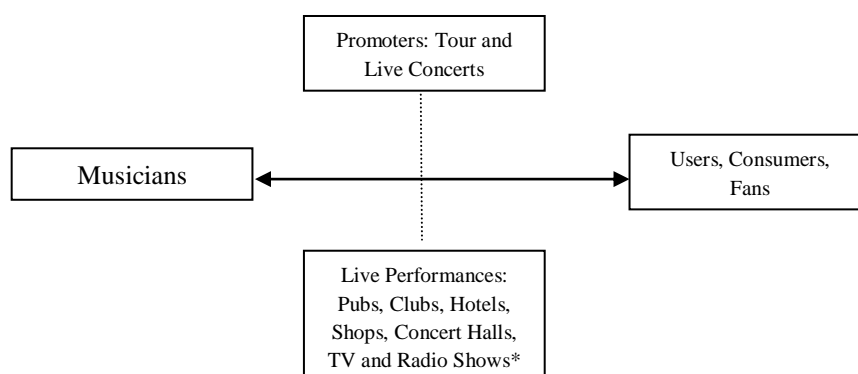 Promoters: Tour and
Live Concerts
Musicians
Users, Consumers,
Fans
Live Performances:
Pubs, Clubs, Hotels,
Shops, Concert Halls,
TV and Radio Shows*